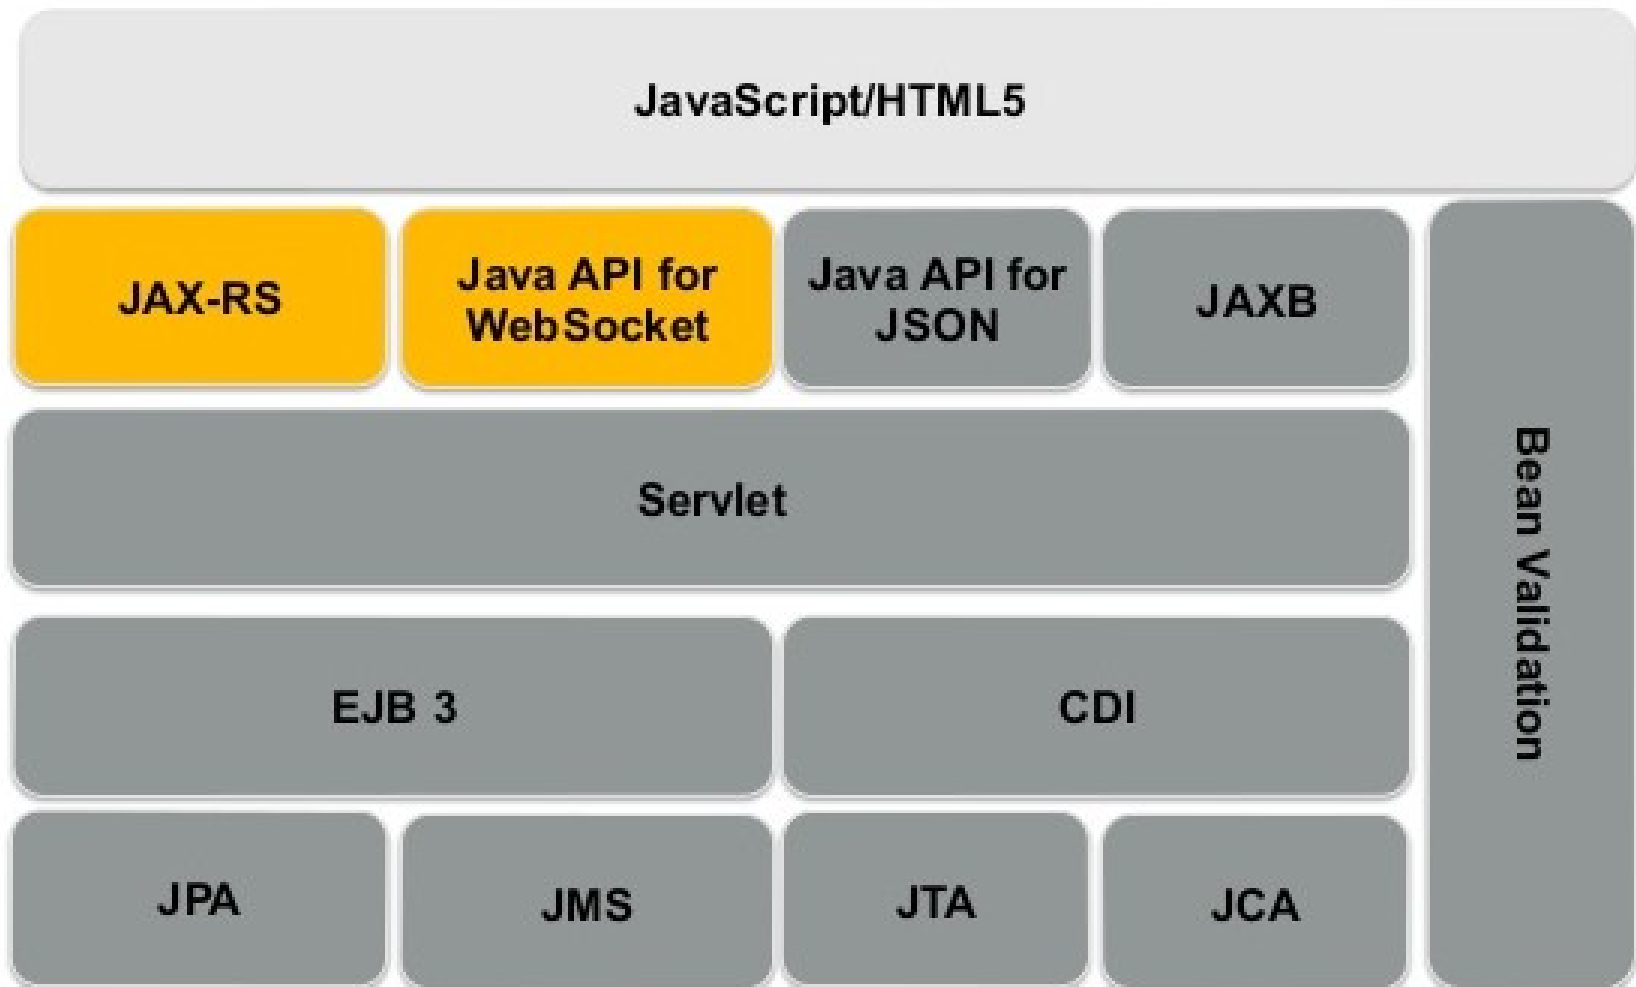 JavaScript/HTML5
JAX-RS
Java API for
WebSocket
Java API for
JSON
JAXB
Servlet
Bean Validation
EJB 3
CDI
JPA
JMS
JTA
JCA